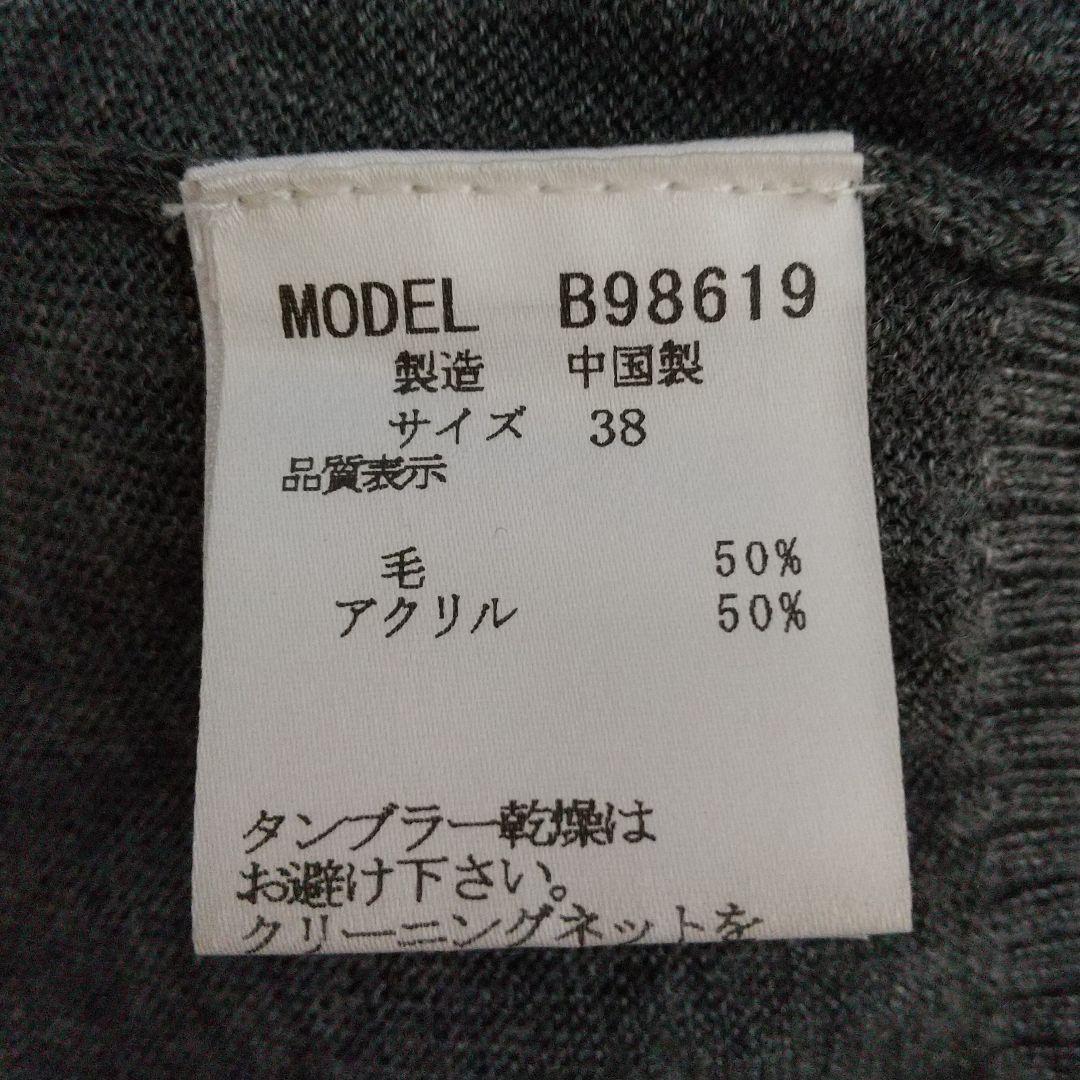 MODEL B98619
製造 中国製
サイズ 38
品質表示
毛 50%
アクリル 50%
タンブラー乾燥は
お避け下さい。
クリーニングネットを